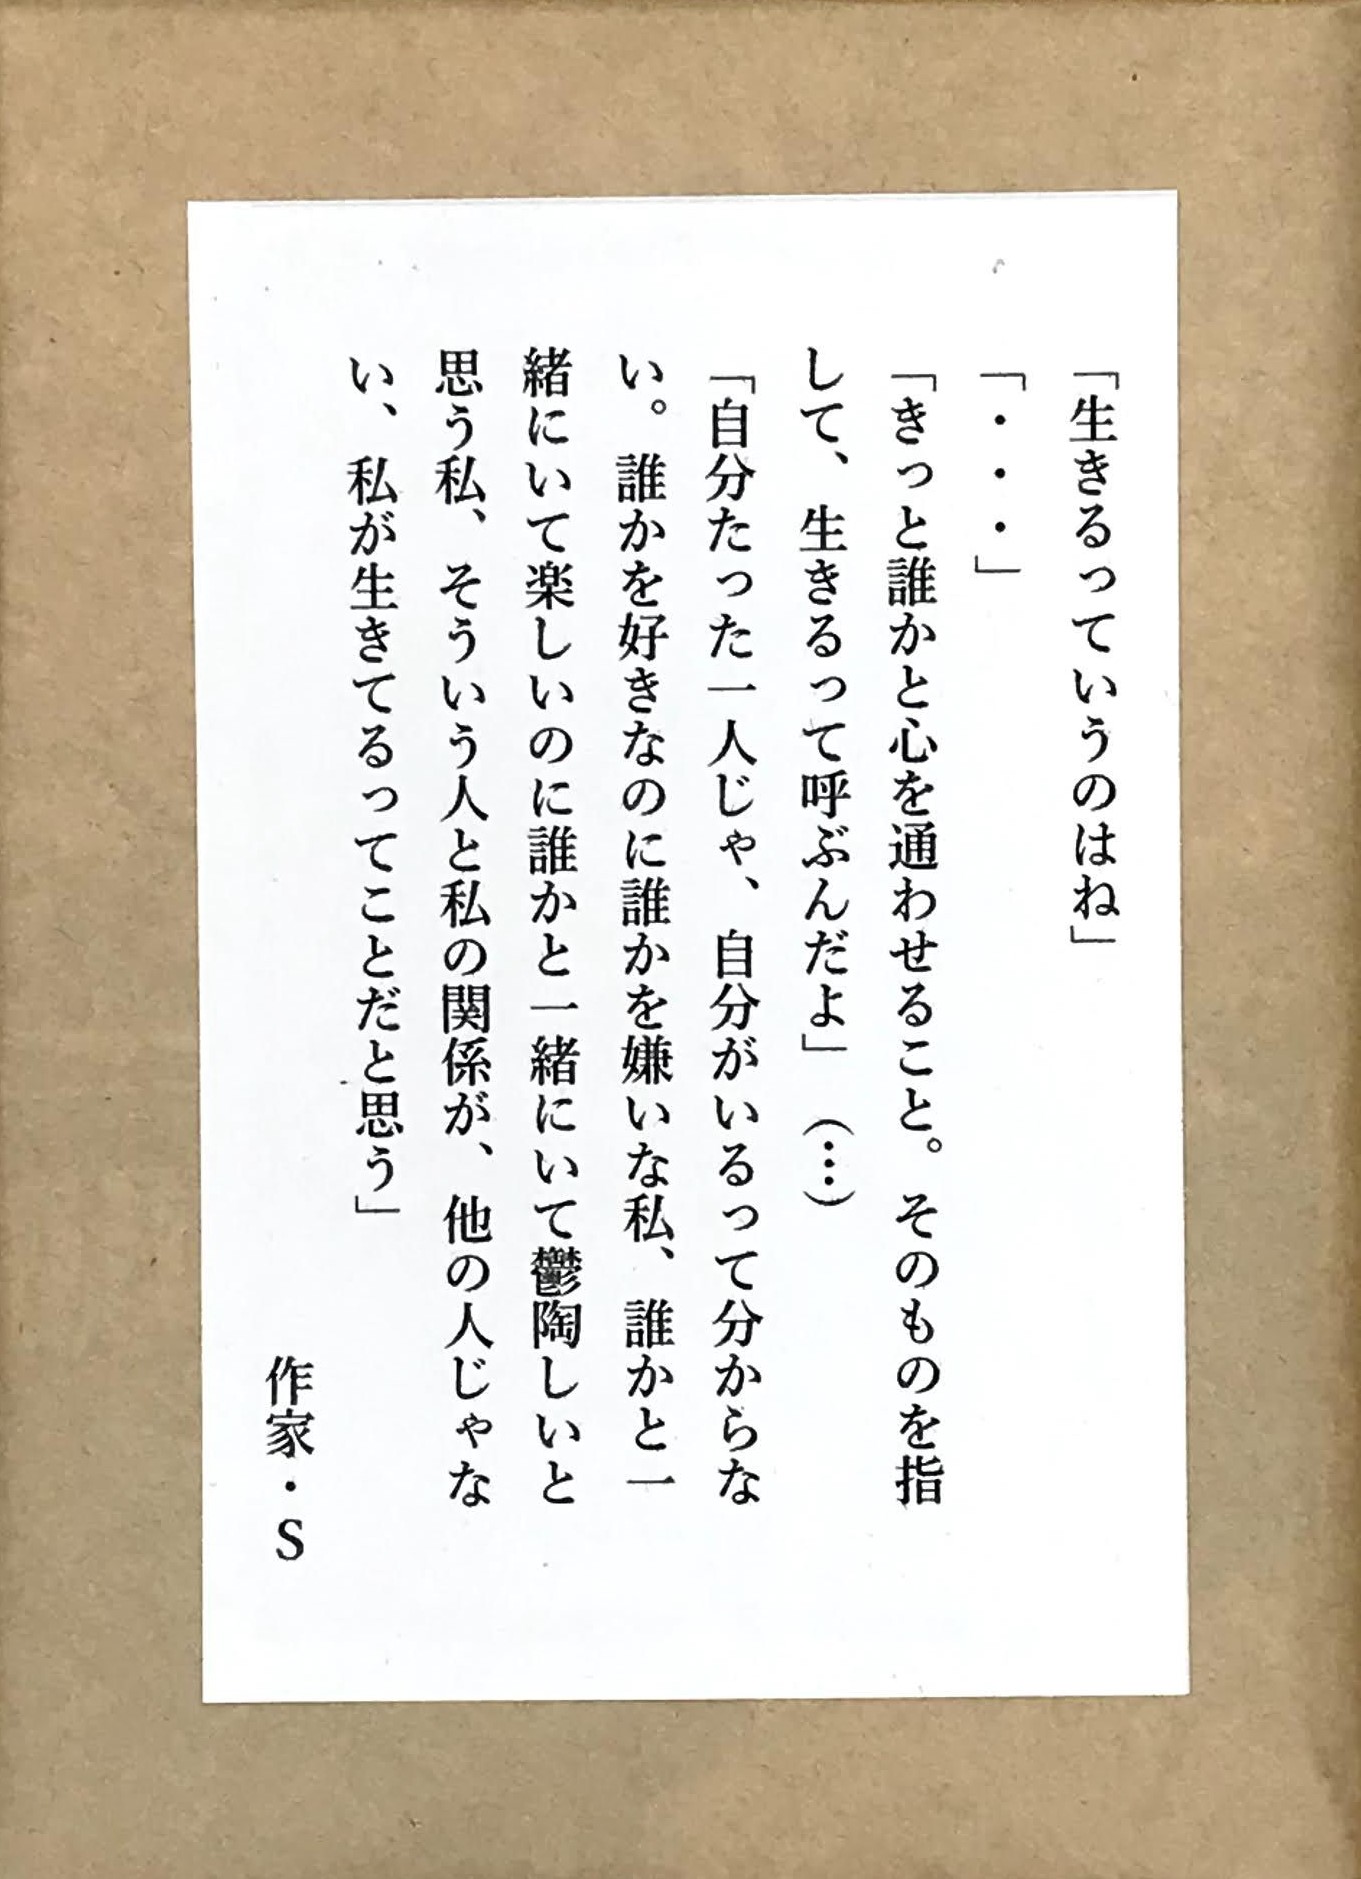 「生きるっていうのはね」
「・・・」
「きっと誰かと心を通わせること。そのものを指
して、生きるって呼ぶんだよ」（…）
「自分たった一人じゃ、自分がいるって分からな
い。誰かを好きなのに誰かを嫌いな私、誰かと一
緒にいて楽しいのに誰かと一緒にいて鬱陶しいと
思う私、そういう人と私の関係が、他の人じゃな
い、私が生きてるってことだと思う」
作家・S